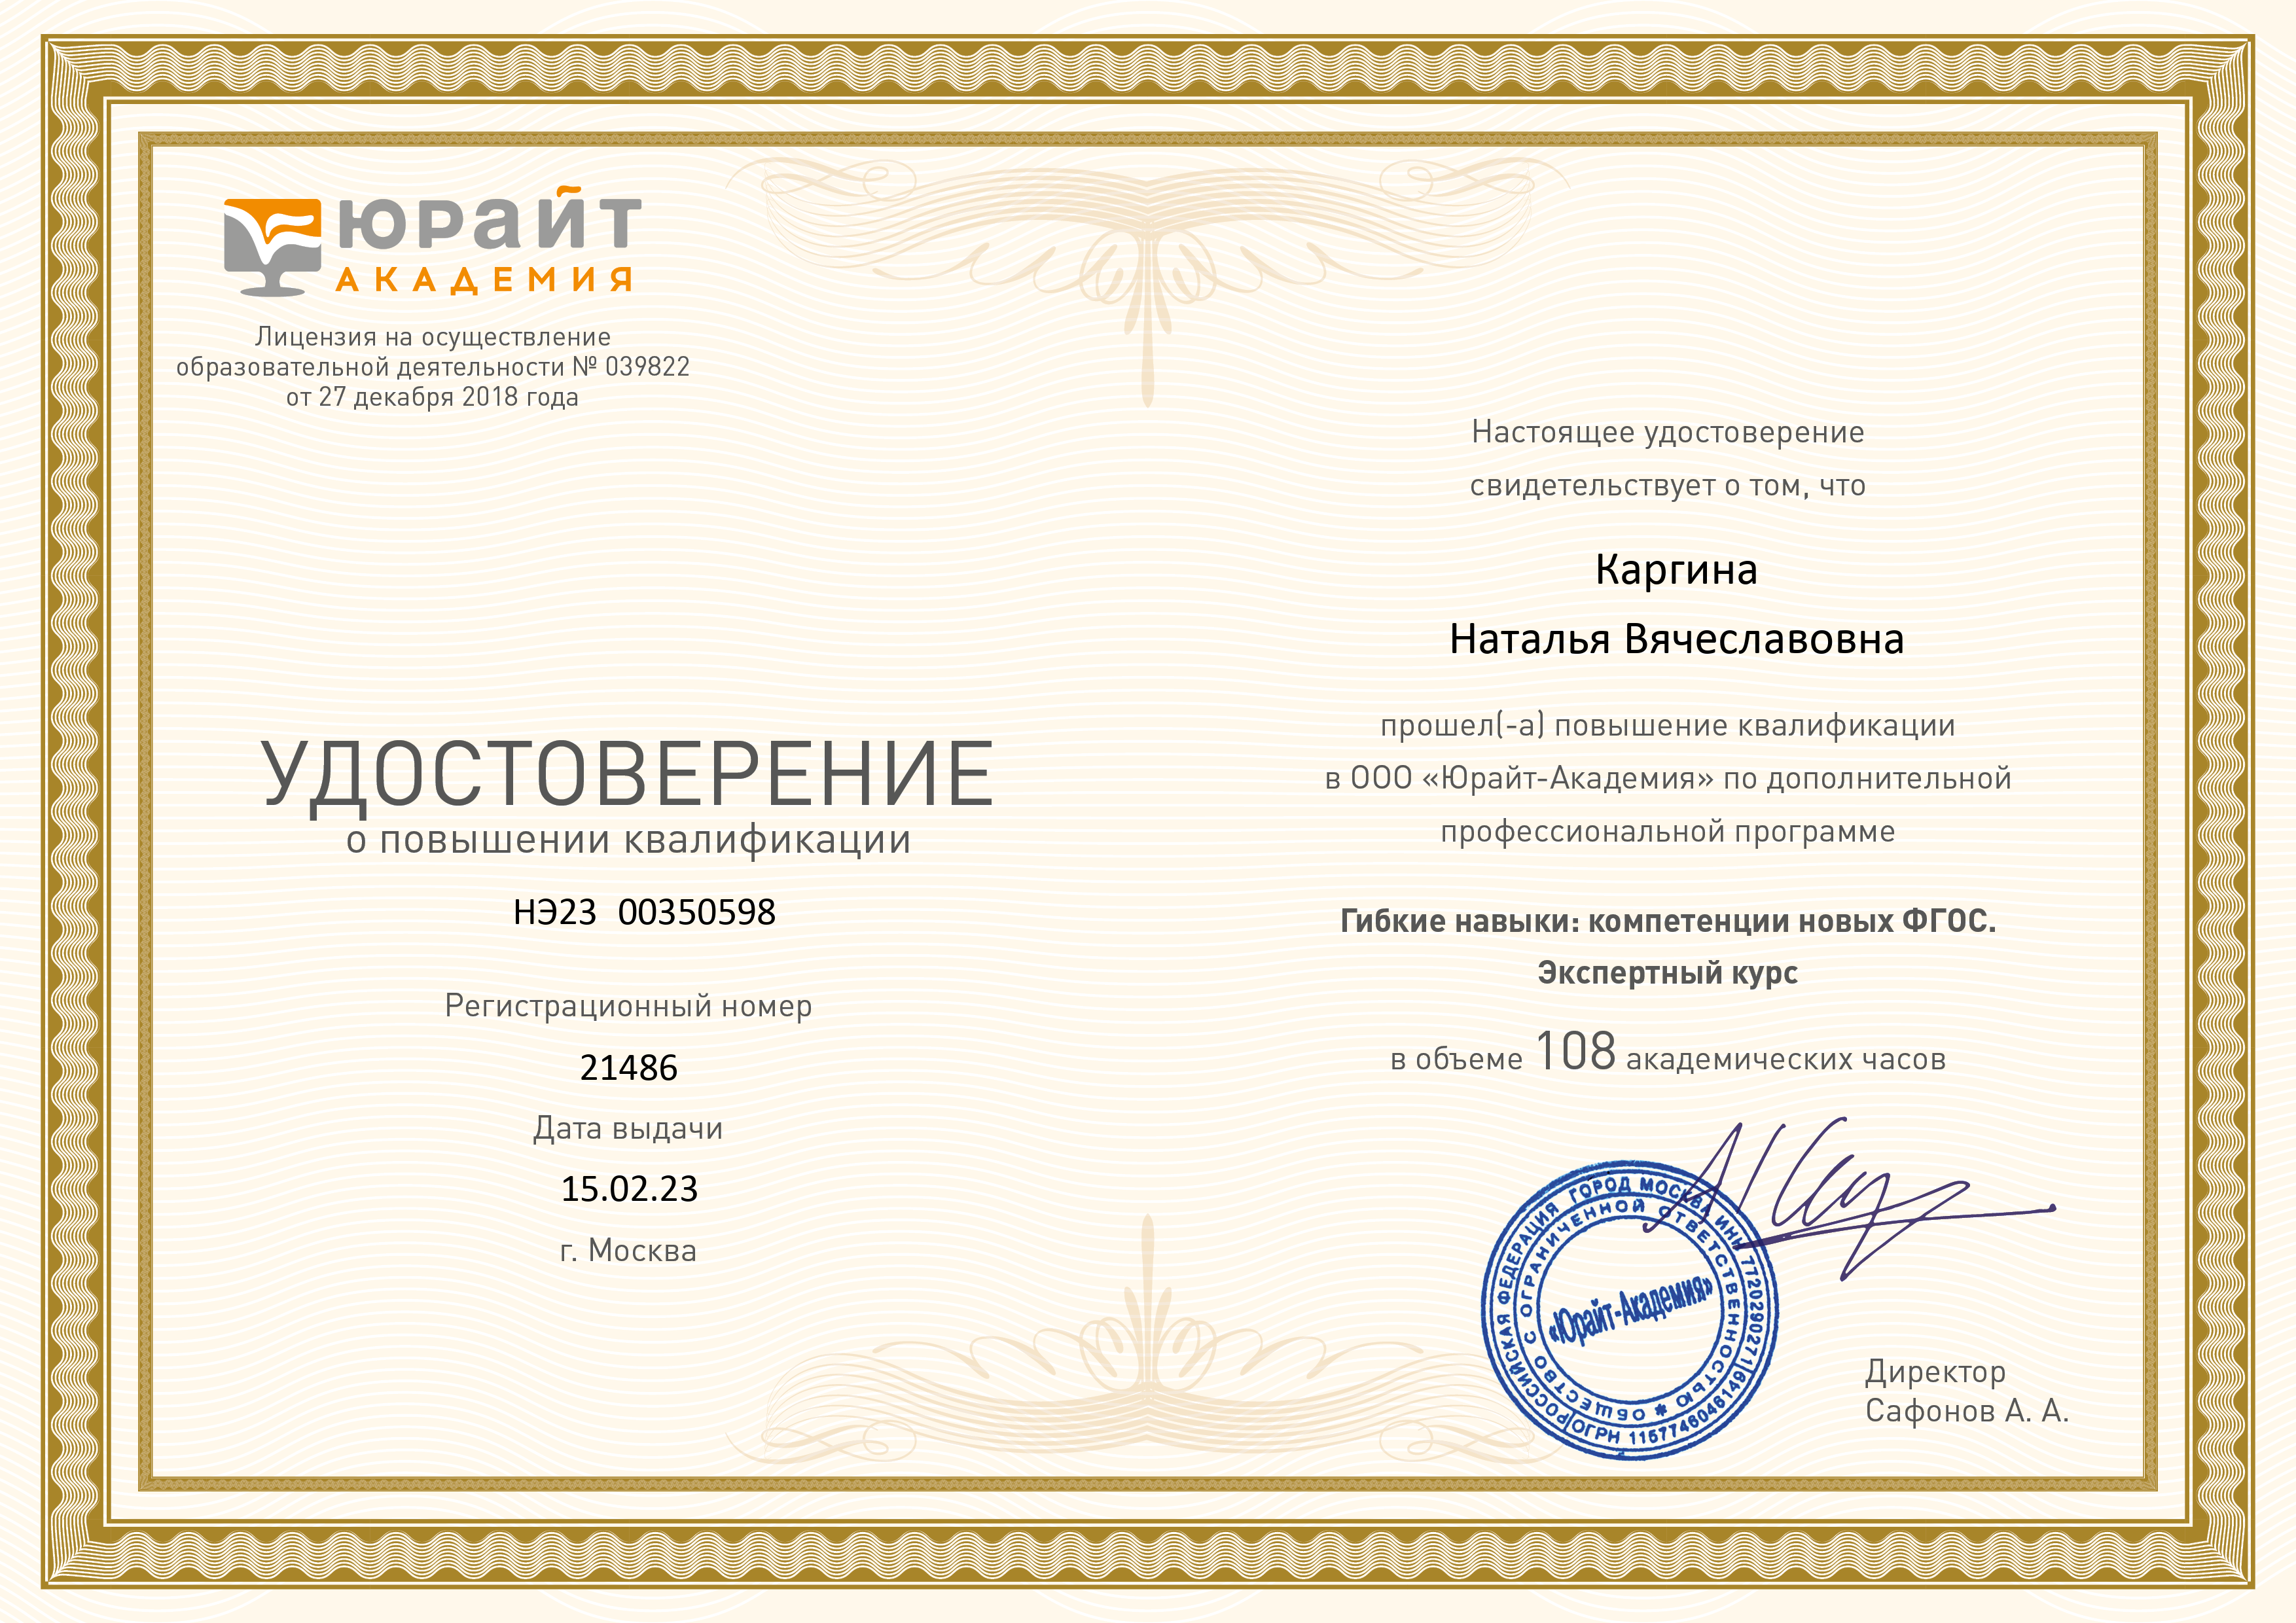 ЮРАЙТ
АКАДЕМИЯ
Лицензия на осуществление
образовательной деятельности № 039822
от 27 декабря 2018 года
УДОСТОВЕРЕНИЕ
о повышении квалификации
НЭ23 00350598
Регистрационный номер
21486
Дата выдачи
15.02.23
г. Москва
Настоящее удостоверение
свидетельствует о том, что
Каргина
Наталья Вячеславовна
прошел(-а) повышение квалификации
в ООО «Юрайт-Академия» по дополнительной
профессиональной программе
Гибкие навыки: компетенции новых ФГОС.
Экспертный курс
в объеме 108 академических часов
РОССИЙСКАЯ ФЕДЕРАЦИЯ ГОРОД МОСКВА ИНН 7720290271
ОГРН 1157746046149
ОБЩЕСТВО С ОГРАНИЧЕННОЙ ОТВЕТСТВЕННОСТЬЮ
«Юрайт-Академия»
Директор
Сафонов А. А.